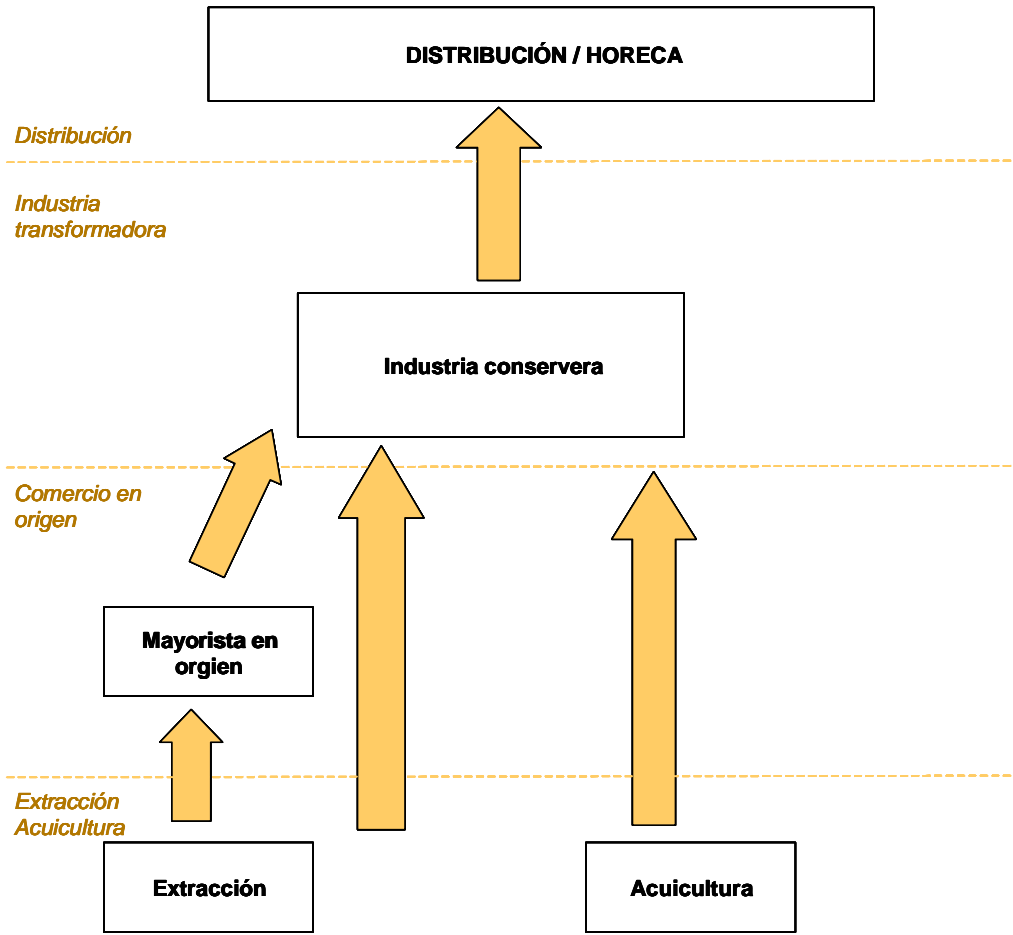 DISTRIBUCIÓN / HORECA
Distribución
Industria
transformadora
Industria conservera
Comercio en
origen
Mayorista en
orgien
Extracción
Acuicultura
Extracción
Acuicultura